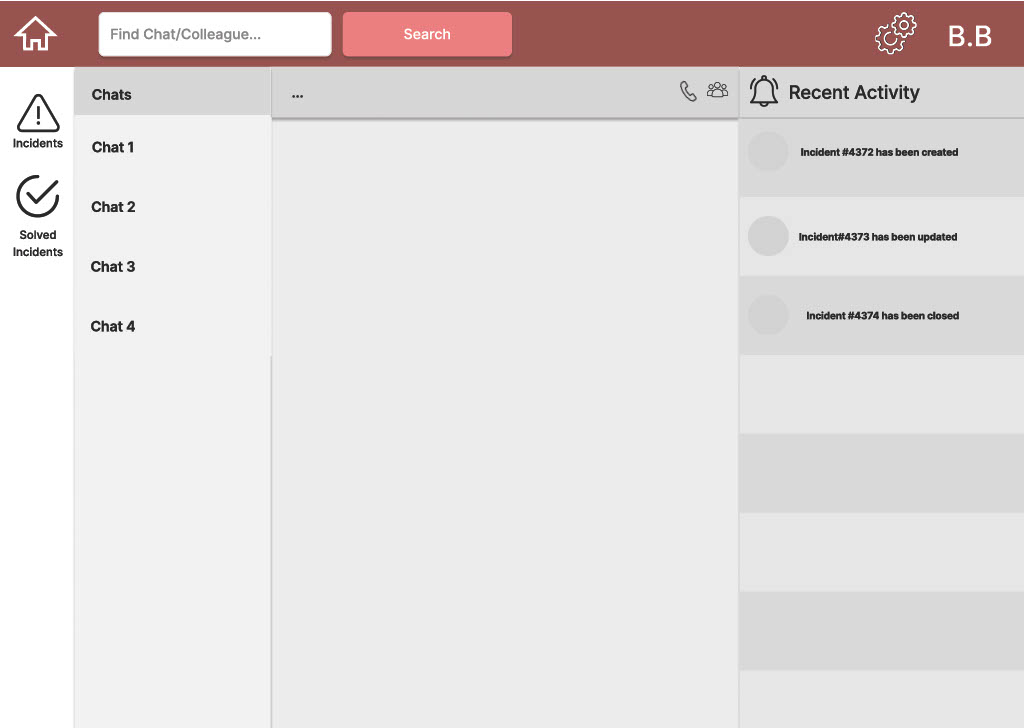 Find Chat/Colleague...
Search
B.B
Incidents
Solved
Incidents
Chats
Chat 1
Chat 2
Chat 3
Chat 4
...
Recent Activity
Incident #4372 has been created
Incident#4373 has been updated
Incident #4374 has been closed